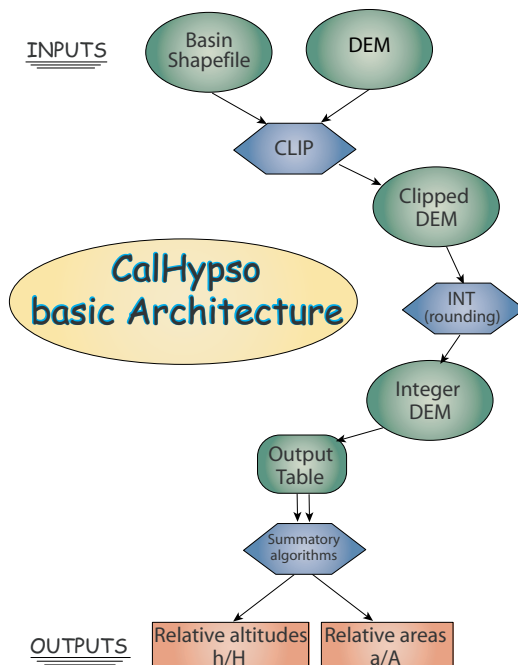 INPUTS
Basin
Shapefile
DEM
CLIP
Clipped
DEM
CalHypso
basic Architecture
INT
(rounding)
Integer
DEM
Output
Table
Summatory
algorithms
OUTPUTS
Relative altitudes
h/H
Relative areas
a/A